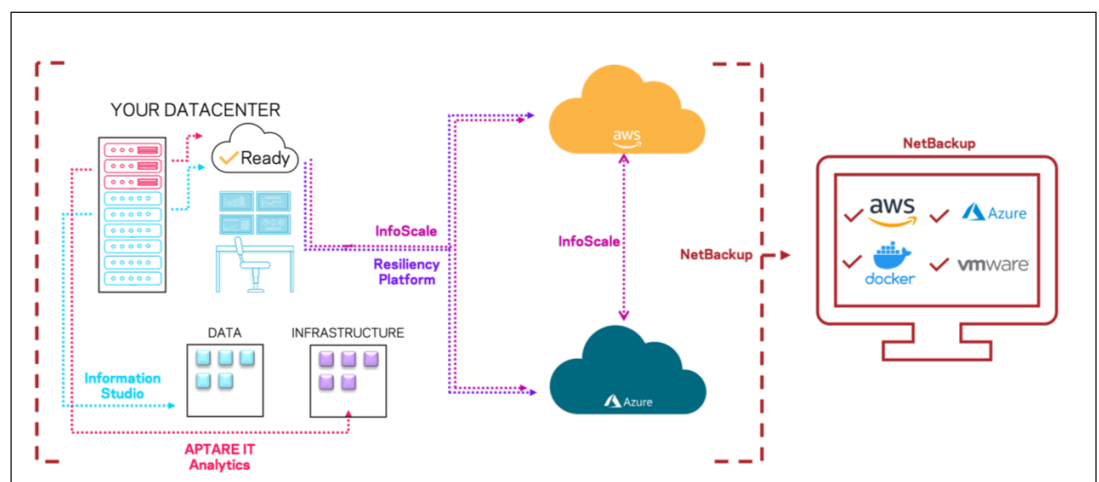 YOUR DATACENTER
Ready
aws
InfoScale
Resiliency
Platform
InfoScale
NetBackup
NetBackup
aws
Azure
docker
vmware
DATA
INFRASTRUCTURE
Information
Studio
Azure
APTARE IT
Analytics